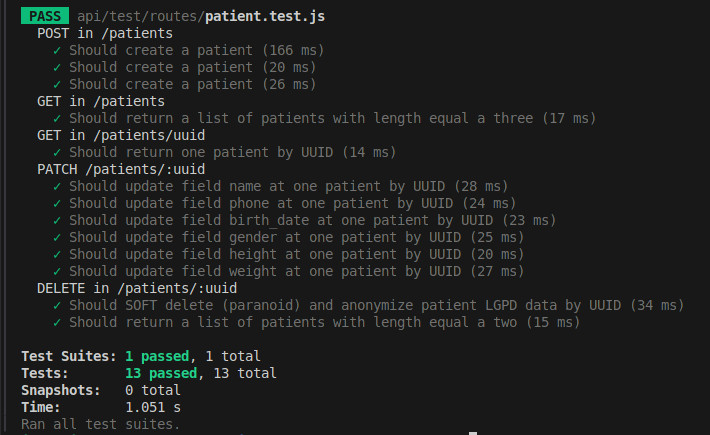 PASS api/test/routes/patient.test.js
POST in /patients
✓ Should create a patient (166 ms)
✓ Should create a patient (20 ms)
✓ Should create a patient (26 ms)
GET in /patients
✓ Should return a list of patients with length equal a three (17 ms)
GET in /patients/uuid
✓ Should return one patient by UUID (14 ms)
PATCH /patients/:uuid
✓ Should update field name at one patient by UUID (28 ms)
✓ Should update field phone at one patient by UUID (24 ms)
✓ Should update field birth_date at one patient by UUID (23 ms)
✓ Should update field gender at one patient by UUID (25 ms)
✓ Should update field height at one patient by UUID (20 ms)
✓ Should update field weight at one patient by UUID (27 ms)
DELETE in /patients/:uuid
✓ Should SOFT delete (paranoid) and anonymize patient LGPD data by UUID (34 ms)
✓ Should return a list of patients with length equal a two (15 ms)
Test Suites: 1 passed, 1 total
Tests: 13 passed, 13 total
Snapshots: 0 total
Time: 1.051 s
Ran all test suites.